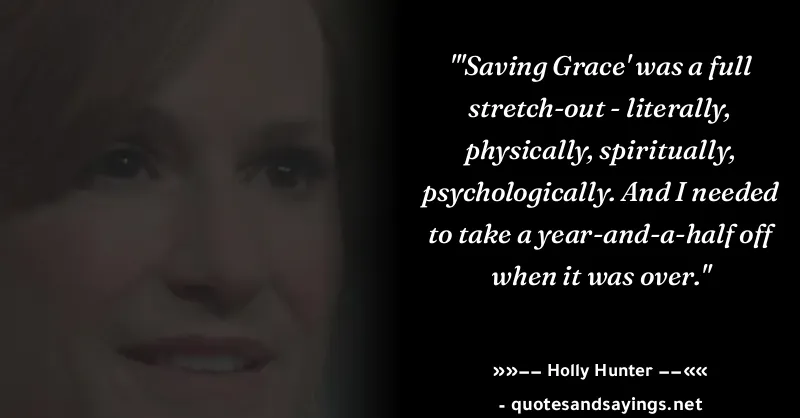 "'Saving Grace' was a full
stretch-out - literally,
physically, spiritually,
psychologically. And I needed
to take a year-and-a-half off
when it was over."
»»–– Holly Hunter ––««
- quotesandsayings.net